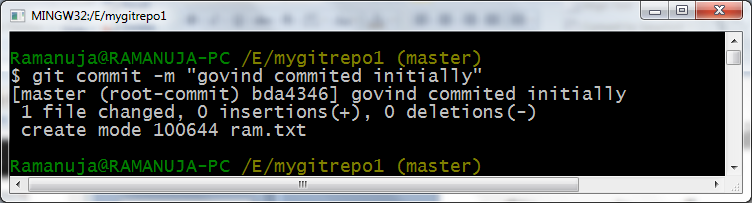 MINGW32:/E/mygitrepo1
Ramanuja@RAMANUJA-PC /E/mygitrepo1 (master)
$ git commit -m "govind commited initially"
[master (root-commit) bda4346] govind commited initially
 1 file changed, 0 insertions(+), 0 deletions(-)
 create mode 100644 ram.txt
Ramanuja@RAMANUJA-PC /E/mygitrepo1 (master)